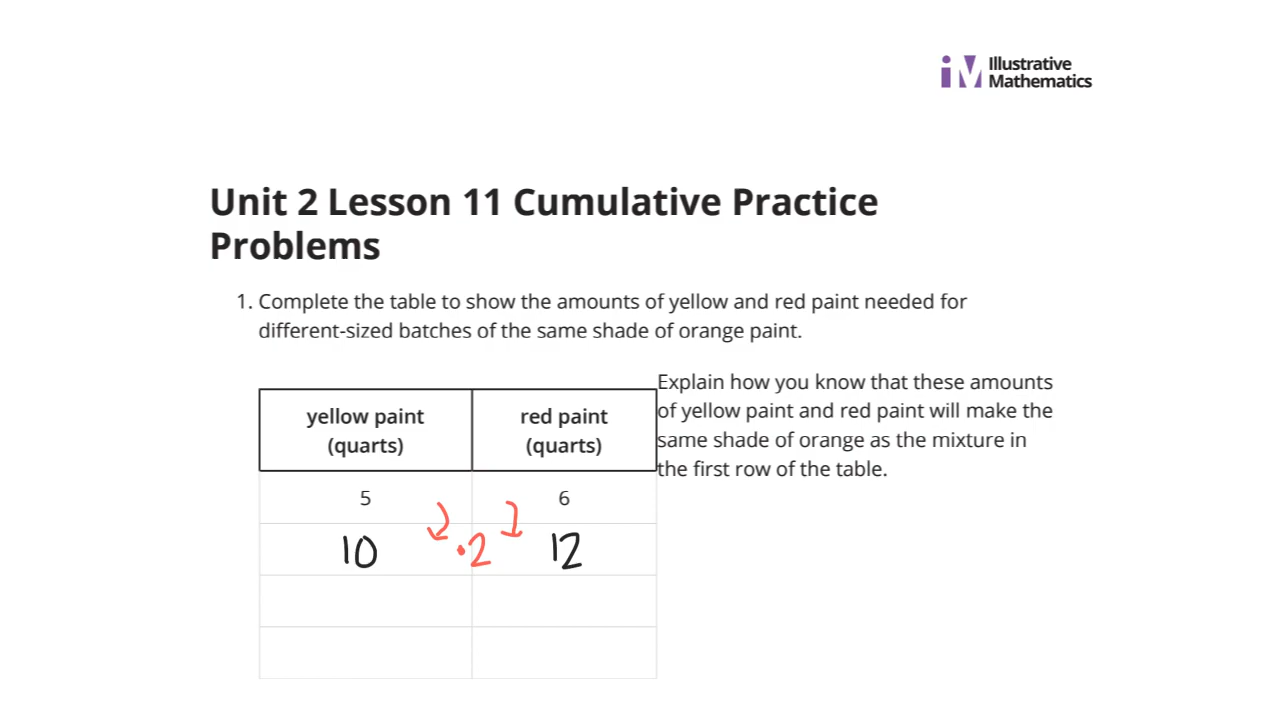 Illustrative
Mathematics
Unit 2 Lesson 11 Cumulative Practice
Problems
1. Complete the table to show the amounts of yellow and red paint needed for
different-sized batches of the same shade of orange paint.
Explain how you know that these amounts
of yellow paint and red paint will make the
same shade of orange as the mixture in
the first row of the table.
yellow paint
(quarts)
red paint
(quarts)
5
6
10
·2
12